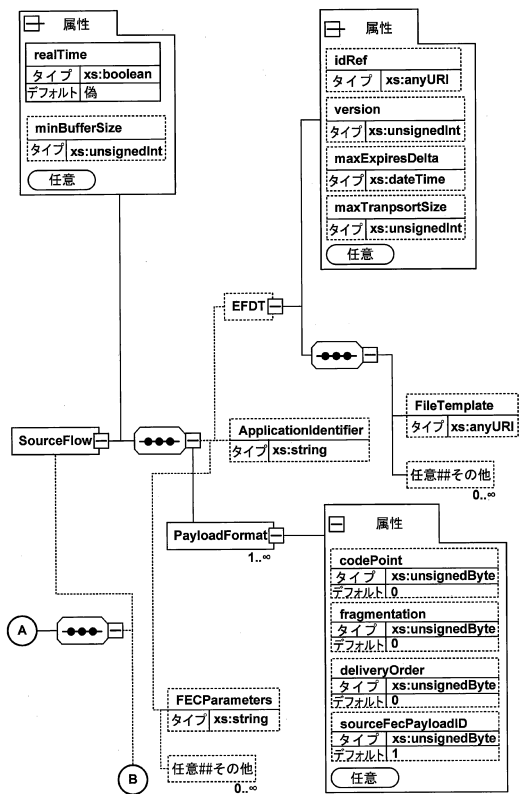 属性
realTime
タイプ xs:boolean
デフォルト 偽
minBufferSize
タイプ xs:unsignedInt
任意
属性
idRef
タイプ xs:anyURI
version
タイプ xs:unsignedInt
maxExpiresDelta
タイプ xs:dateTime
maxTranpsortSize
タイプ xs:unsignedInt
任意
EFDT
FileTemplate
タイプ xs:anyURI
任意##その他
0..∞
SourceFlow
ApplicationIdentifier
タイプ xs:string
PayloadFormat
1..∞
属性
codePoint
タイプ xs:unsignedByte
デフォルト 0
fragmentation
タイプ xs:unsignedByte
デフォルト 0
deliveryOrder
タイプ xs:unsignedByte
デフォルト 0
sourceFecPayloadID
タイプ xs:unsignedByte
デフォルト 1
任意
A
FECParameters
タイプ xs:string
任意##その他
0..∞
B